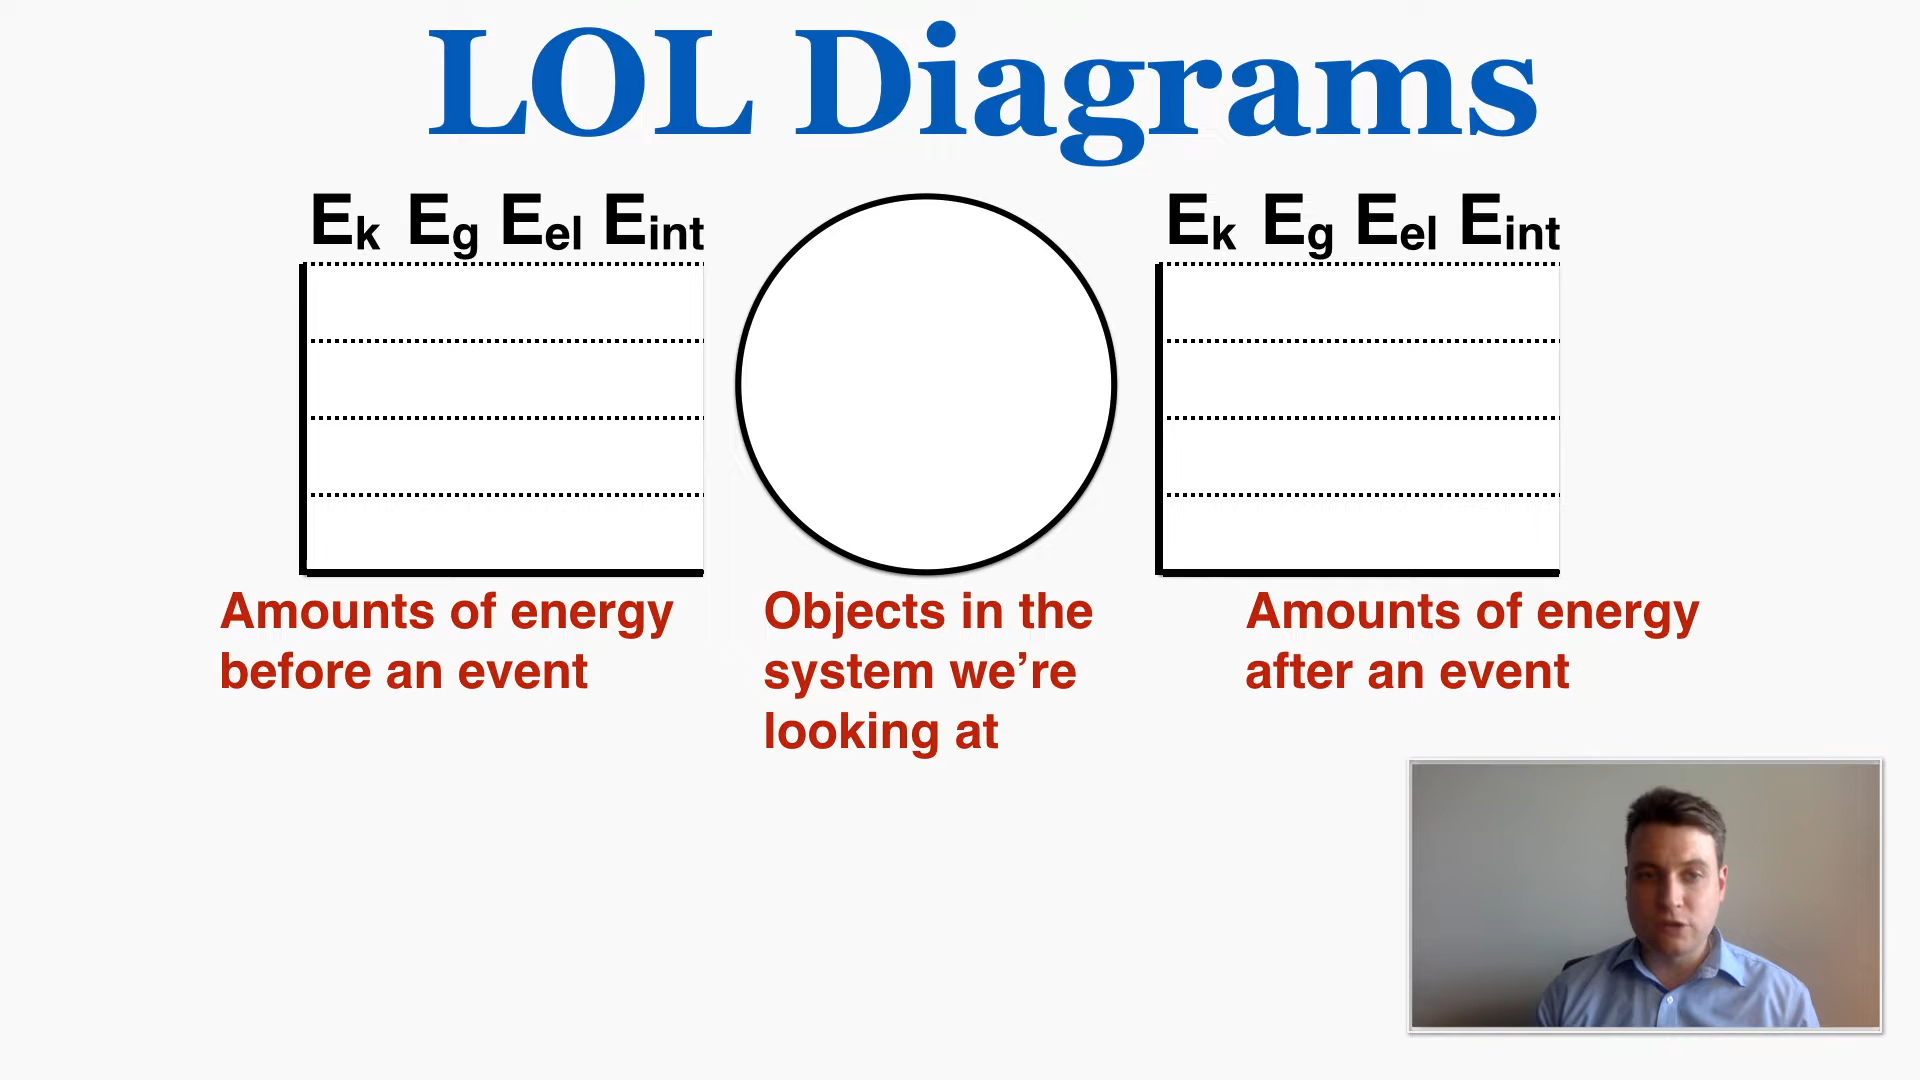 LOL Diagrams
Ek Eg Eel Eint
Ek Eg Eel Eint
Amounts of energy
before an event
Objects in the
system we’re
looking at
Amounts of energy
after an event